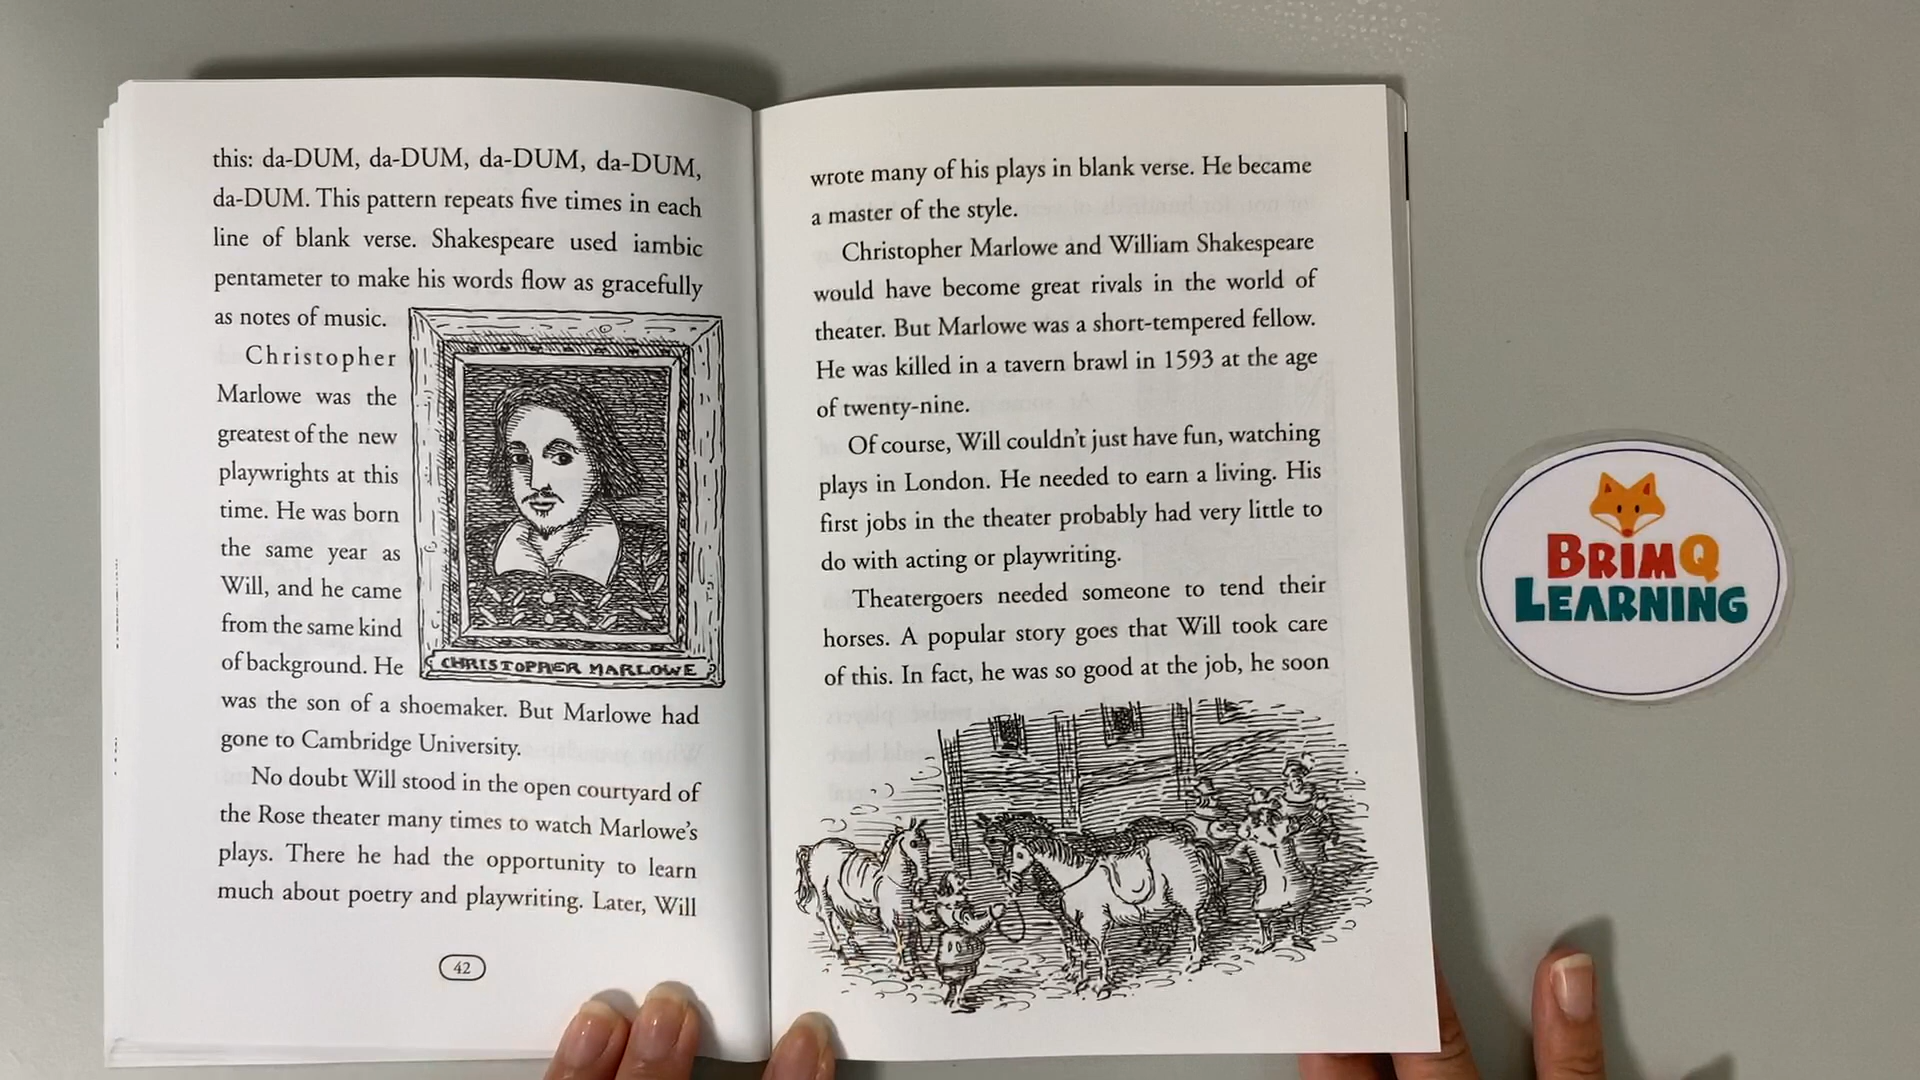 this: da-DUM, da-DUM, da-DUM, da-DUM,
da-DUM. This pattern repeats five times in each
line of blank verse. Shakespeare used iambic
pentameter to make his words flow as gracefully
as notes of music.
Christopher
Marlowe was the
greatest of the new
playwrights at this
time. He was born
the same year as
Will, and he came
from the same kind
of background. He
CHRISTOPHER MARLOWE
was the son of a shoemaker. But Marlowe had
gone to Cambridge University.
No doubt Will stood in the open courtyard of
the Rose theater many times to watch Marlowe's
plays. There he had the opportunity to learn
much about poetry and playwriting. Later, Will
42
wrote many of his plays in blank verse. He became
a master of the style.
Christopher Marlowe and William Shakespeare
would have become great rivals in the world of
theater. But Marlowe was a short-tempered fellow.
He was killed in a tavern brawl in 1593 at the age
of twenty-nine.
Of course, Will couldn't just have fun, watching
plays in London. He needed to earn a living. His
first jobs in the theater probably had very little to
do with acting or playwriting.
Theatergoers needed someone to tend their
horses. A popular story goes that Will took care
of this. In fact, he was so good at the job, he soon
BRIMQ
LEARNING